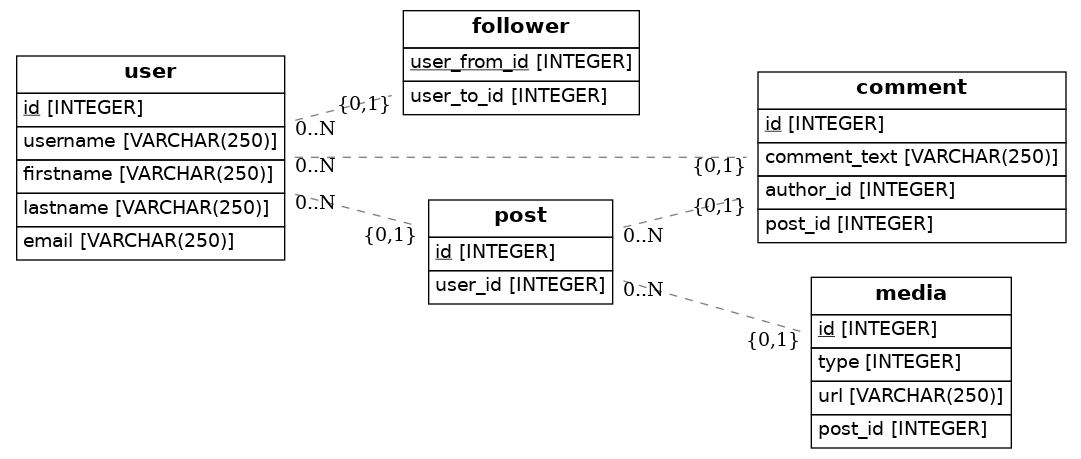 user
id [INTEGER]
username [VARCHAR(250)]
firstname [VARCHAR(250)]
lastname [VARCHAR(250)]
email [VARCHAR(250)]
follower
user_from_id [INTEGER]
user_to_id [INTEGER]
{0,1}
0..N
0..N
{0,1}
0..N
{0,1}
post
id [INTEGER]
user_id [INTEGER]
{0,1}
0..N
0..N
{0,1}
comment
id [INTEGER]
comment_text [VARCHAR(250)]
author_id [INTEGER]
post_id [INTEGER]
media
id [INTEGER]
type [INTEGER]
url [VARCHAR(250)]
post_id [INTEGER]